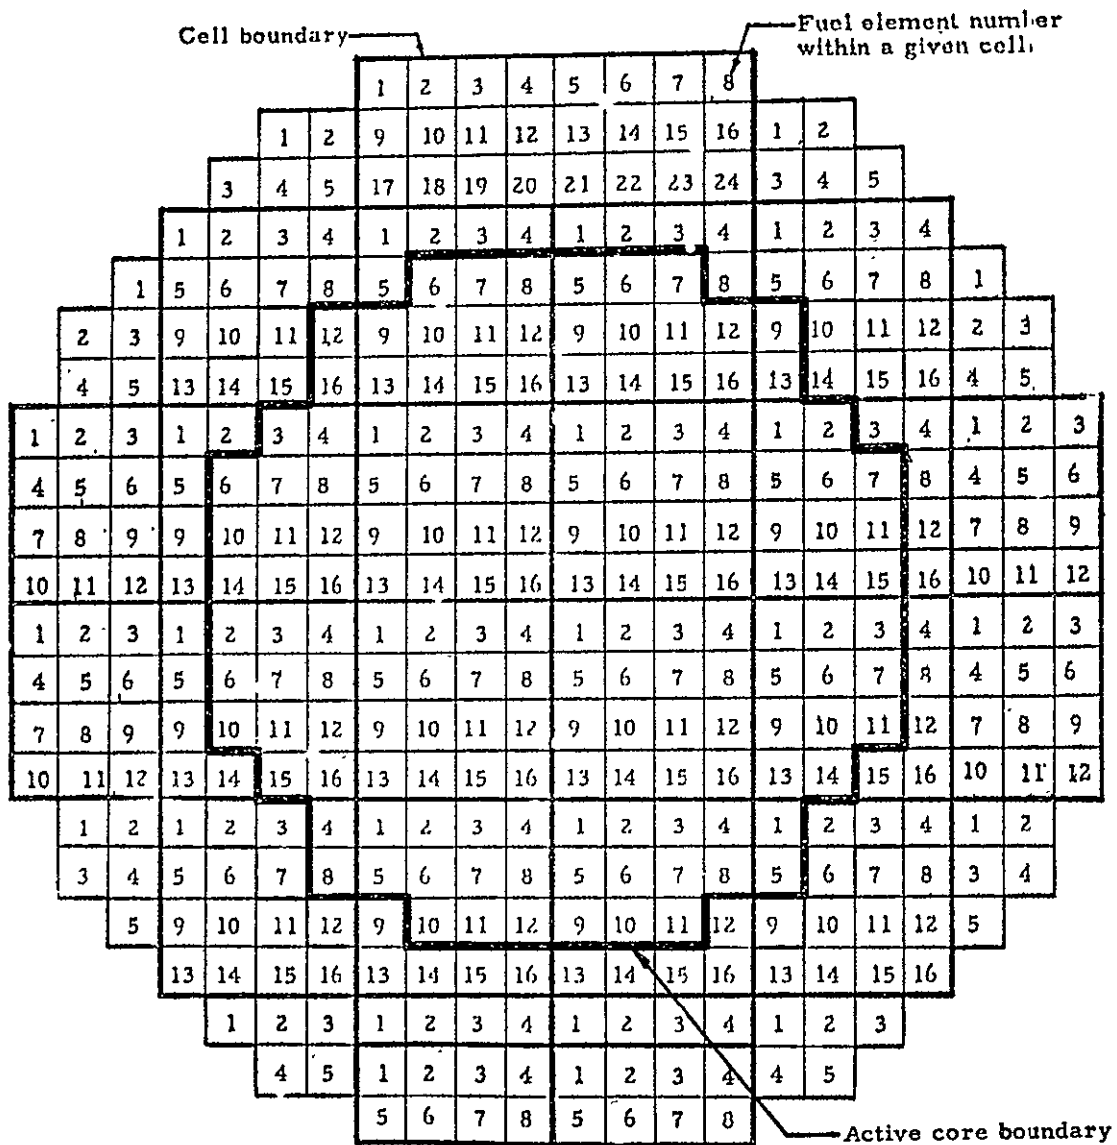 Cell boundary
Fuel element number
within a given cell
1 2 3 4 5 6 7 8
1 2 9 10 11 12 13 14 15 16 1 2
3 4 5 17 18 19 20 21 22 23 24 3 4 5
1 2 3 4 1 2 3 4 1 2 3 4 1 2 3 4
1 5 6 7 8 5 6 7 8 5 6 7 8 5 6 7 8 1
2 3 9 10 11 12 9 10 11 12 9 10 11 12 9 10 11 12 2 3
4 5 13 14 15 16 13 14 15 16 13 14 15 16 13 14 15 16 4 5
1 2 3 1 2 3 4 1 2 3 4 1 2 3 4 1 2 3 4 1 2 3
4 5 6 5 6 7 8 5 6 7 8 5 6 7 8 5 6 7 8 4 5 6
7 8 9 9 10 11 12 9 10 11 12 9 10 11 12 9 10 11 12 7 8 9
10 11 12 13 14 15 16 13 14 15 16 13 14 15 16 13 14 15 16 10 11 12
1 2 3 1 2 3 4 1 2 3 4 1 2 3 4 1 2 3 4 1 2 3
4 5 6 5 6 7 8 5 6 7 8 5 6 7 8 5 6 7 8 4 5 6
7 8 9 9 10 11 12 9 10 11 12 9 10 11 12 9 10 11 12 7 8 9
10 11 12 13 14 15 16 13 14 15 16 13 14 15 16 13 14 15 16 10 11 12
1 2 1 2 3 4 1 2 3 4 1 2 3 4 1 2 3 4 1 2
3 4 5 6 7 8 5 6 7 8 5 6 7 8 5 6 7 8 3 4
5 9 10 11 12 9 10 11 12 9 10 11 12 9 10 11 12 5
13 14 15 16 13 14 15 16 13 14 15 16 13 14 15 16
1 2 3 1 2 3 4 1 2 3 4 1 2 3
4 5 1 2 3 4 1 2 3 4 4 5
5 6 7 8 5 6 7 8
Active core boundary